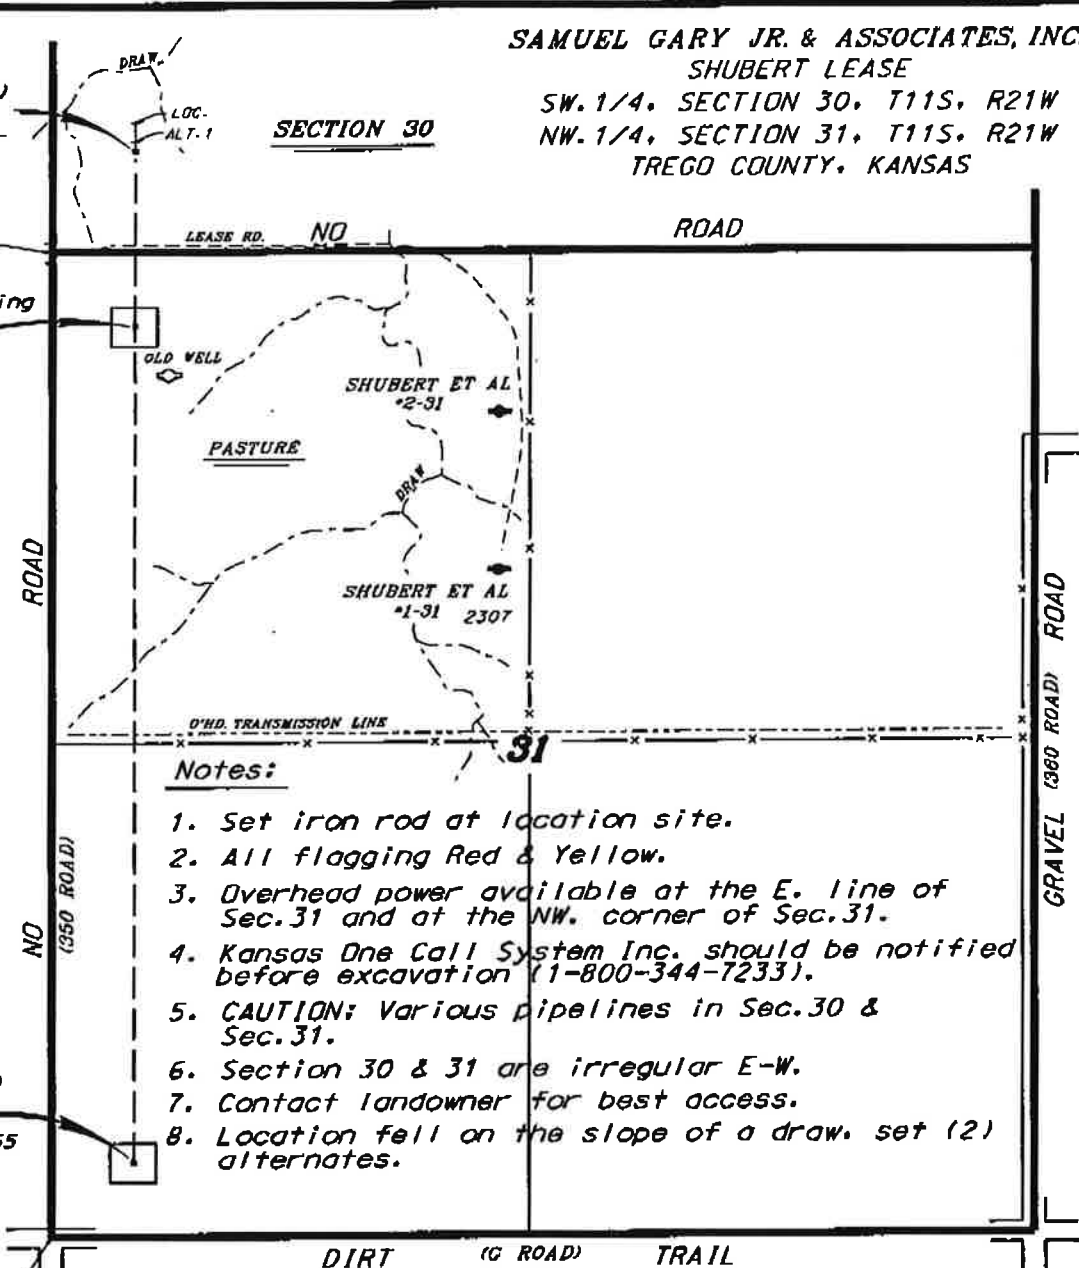 SAMUEL GARY JR. & ASSOCIATES, INC.
SHUBERT LEASE
SW. 1/4, SECTION 30, T11S, R21W
NW. 1/4, SECTION 31, T11S, R21W
TREGO COUNTY, KANSAS
DRAW
LOC.
ALT. 1
SECTION 30
LEASE RD.
NO ROAD
ing
OLD WELL
SHUBERT ET AL
#2-31
PASTURE
DRAW
SHUBERT ET AL
#1-31 2307
O'HD. TRANSMISSION LINE
31
NO ROAD
(350 ROAD)
GRAVEL (360 ROAD) ROAD
Notes:
1. Set iron rod at location site.
2. All flagging Red & Yellow.
3. Overhead power available at the E. line of
Sec.31 and at the NW. corner of Sec.31.
4. Kansas One Call System Inc. should be notified
before excavation (1-800-344-7233).
5. CAUTION: Various pipelines in Sec.30 &
Sec.31.
6. Section 30 & 31 are irregular E-W.
7. Contact landowner for best access.
8. Location fell on the slope of a draw. set (2)
alternates.
DIRT (G ROAD) TRAIL